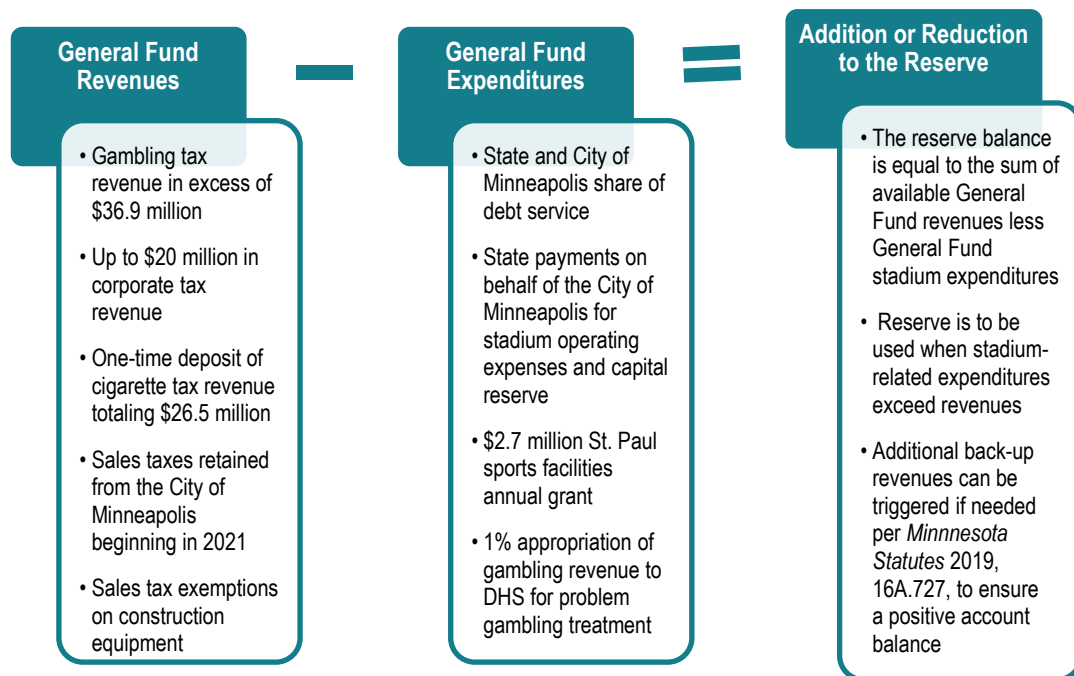 General Fund
Revenues
• Gambling tax
revenue in excess of
$36.9 million
• Up to $20 million in
corporate tax
revenue
• One-time deposit of
cigarette tax revenue
totaling $26.5 million
• Sales taxes retained
from the City of
Minneapolis
beginning in 2021
• Sales tax exemptions
on construction
equipment
General Fund
Expenditures
• State and City of
Minneapolis share of
debt service
• State payments on
behalf of the City of
Minneapolis for
stadium operating
expenses and capital
reserve
• $2.7 million St. Paul
sports facilities
annual grant
• 1% appropriation of
gambling revenue to
DHS for problem
gambling treatment
Addition or Reduction
to the Reserve
• The reserve balance
is equal to the sum of
available General
Fund revenues less
General Fund
stadium expenditures
• Reserve is to be
used when stadium-
related expenditures
exceed revenues
• Additional back-up
revenues can be
triggered if needed
per Minnnesota
Statutes 2019,
16A.727, to ensure
a positive account
balance